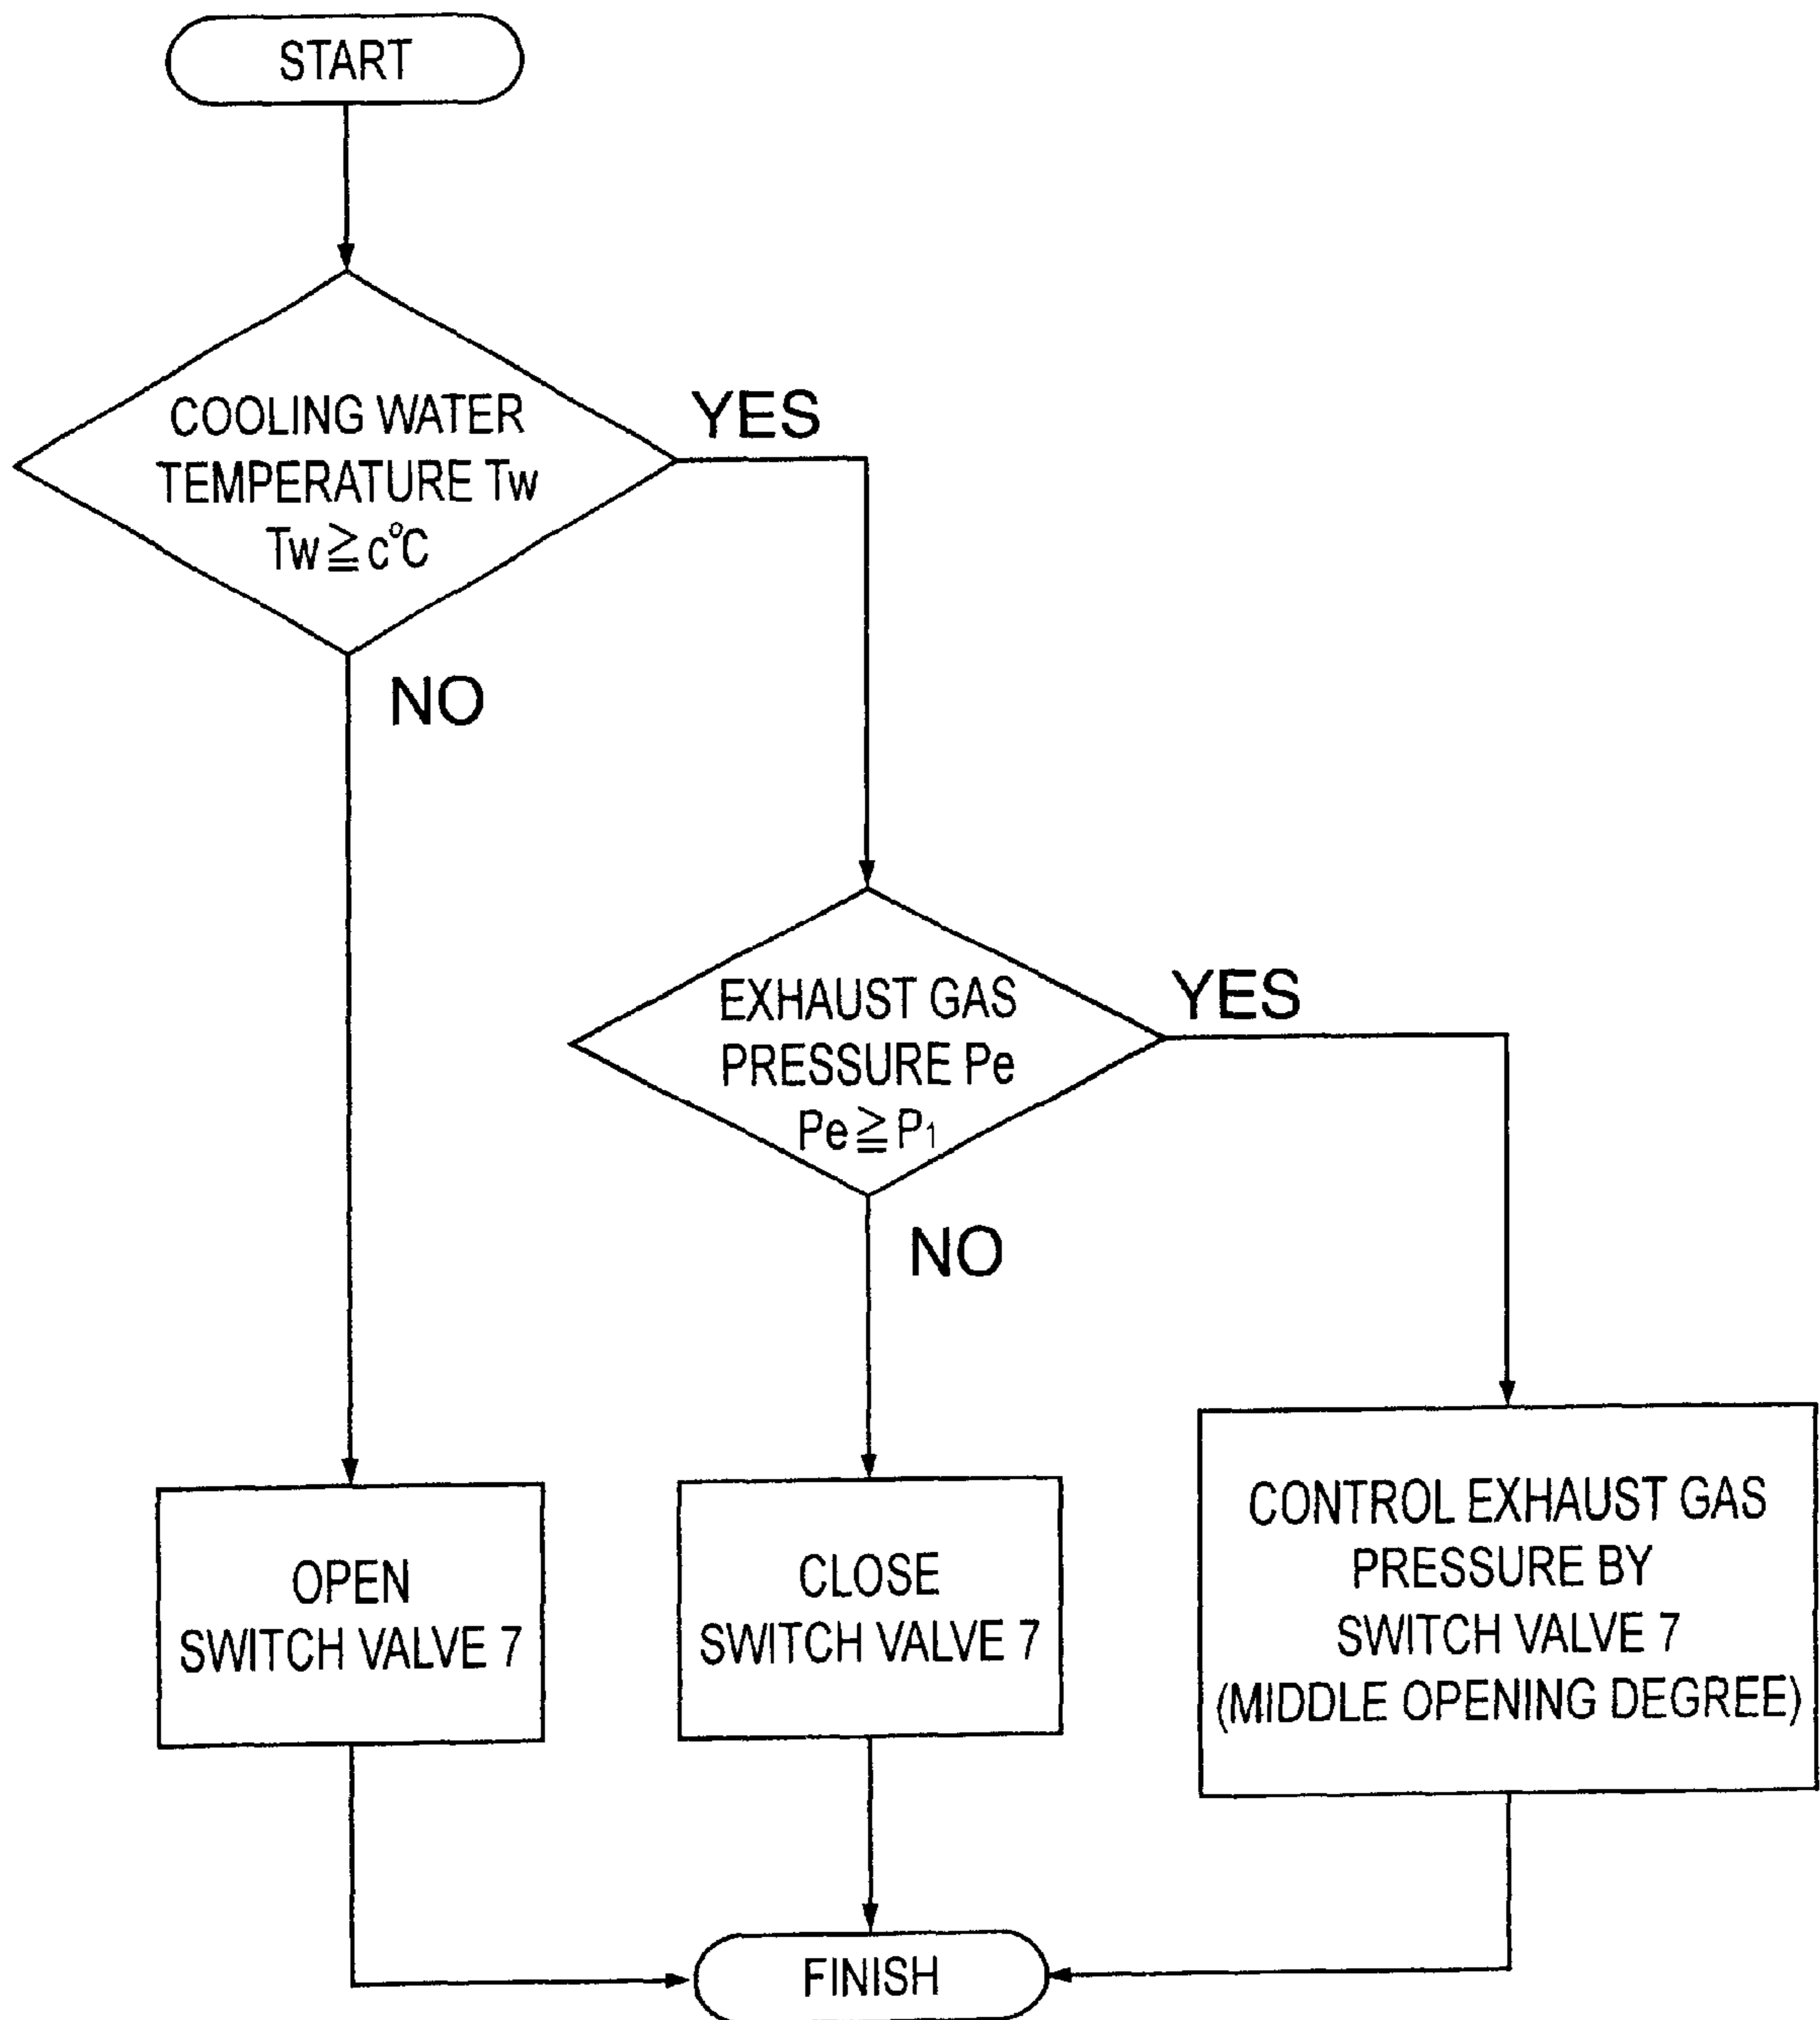 START
COOLING WATER
TEMPERATURE Tw
Tw≧c°C
YES
NO
EXHAUST GAS
PRESSURE Pe
Pe≧P₁
YES
NO
OPEN
SWITCH VALVE 7
CLOSE
SWITCH VALVE 7
CONTROL EXHAUST GAS
PRESSURE BY
SWITCH VALVE 7
(MIDDLE OPENING DEGREE)
FINISH